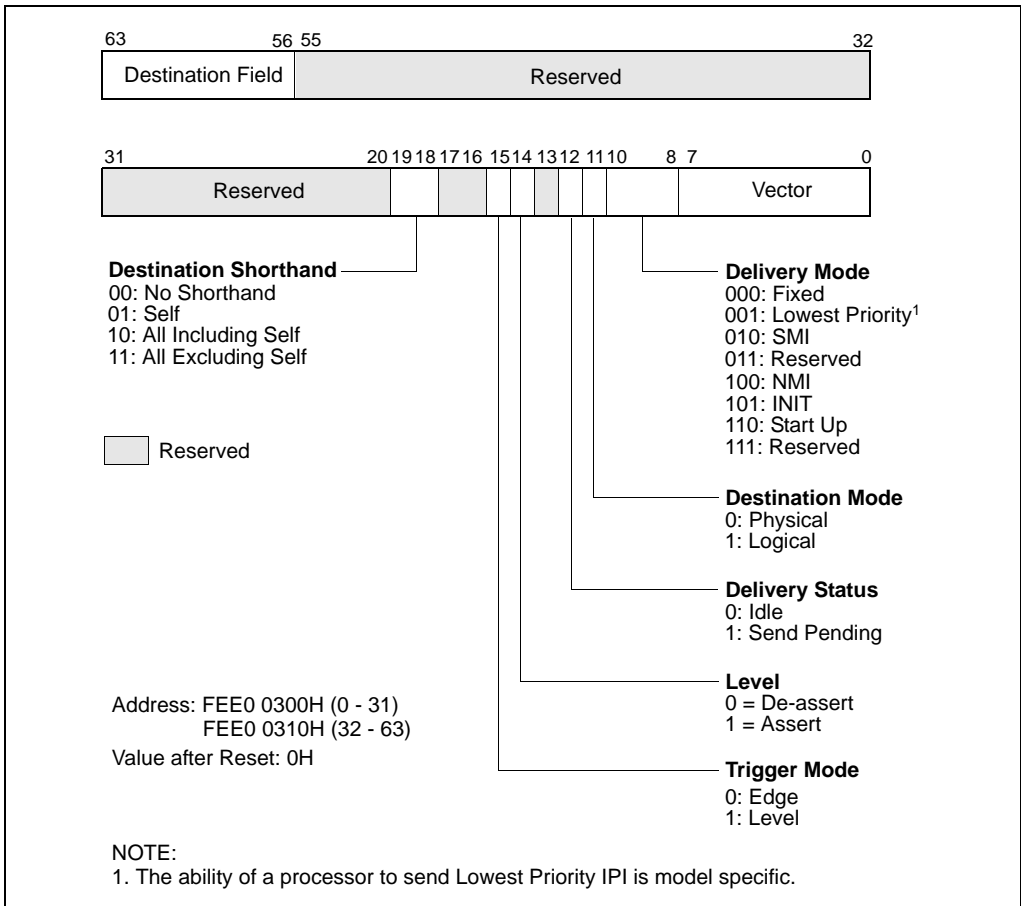 63 56 55 32
Destination Field Reserved
31 20 19 18 17 16 15 14 13 12 11 10 8 7 0
Reserved Vector
Destination Shorthand
00: No Shorthand
01: Self
10: All Including Self
11: All Excluding Self
Reserved
Delivery Mode
000: Fixed
001: Lowest Priority1
010: SMI
011: Reserved
100: NMI
101: INIT
110: Start Up
111: Reserved
Destination Mode
0: Physical
1: Logical
Delivery Status
0: Idle
1: Send Pending
Level
0 = De-assert
1 = Assert
Address: FEE0 0300H (0 - 31)
FEE0 0310H (32 - 63)
Value after Reset: 0H
Trigger Mode
0: Edge
1: Level
NOTE:
1. The ability of a processor to send Lowest Priority IPI is model specific.